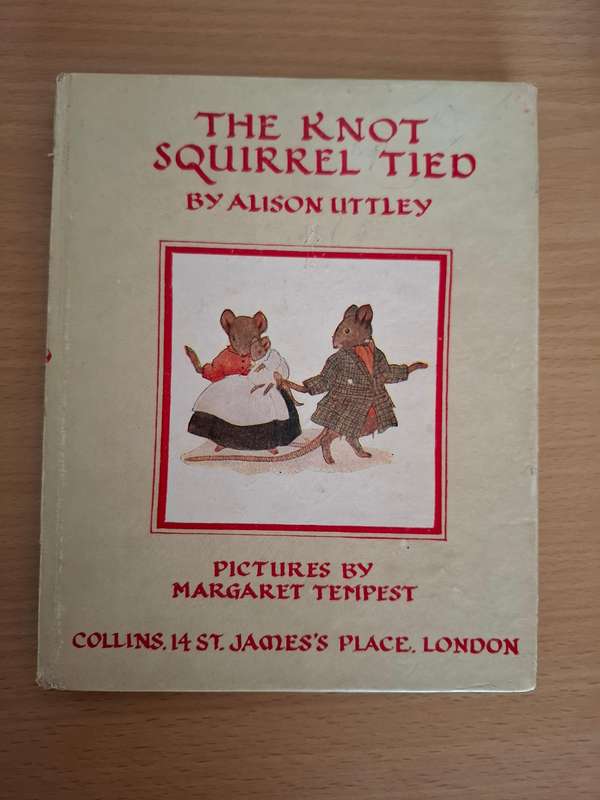 THE KNOT
SQUIRREL TIED
BY ALISON UTTLEY
PICTURES BY
MARGARET TEMPEST
COLLINS. 14 ST. JAMES'S PLACE. LONDON